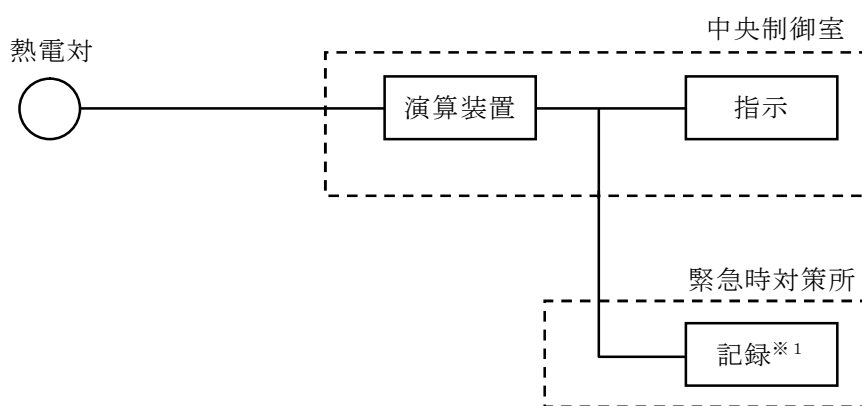 中央制御室
熱電対
演算装置
指示
緊急時対策所
記録※1